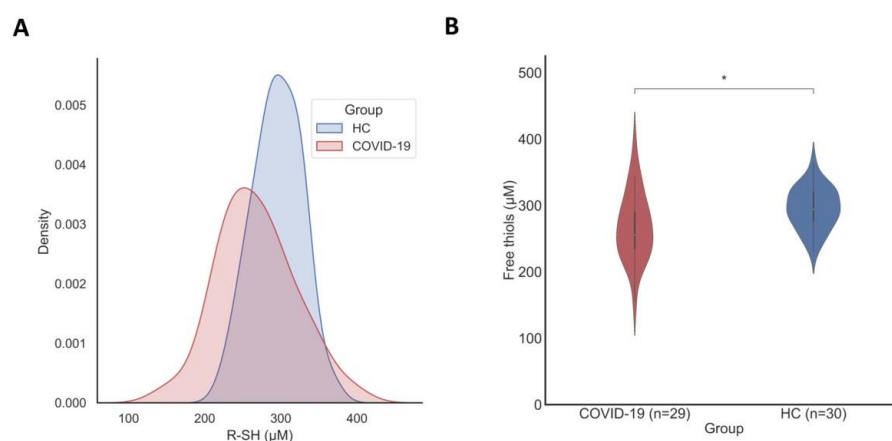 A
Density
0.005
0.004
0.003
0.002
0.001
0.000
100 200 300 400
R-SH (µM)
Group
HC
COVID-19
B
Free thiols (µM)
500
400
300
200
100
0
*
COVID-19 (n=29) HC (n=30)
Group